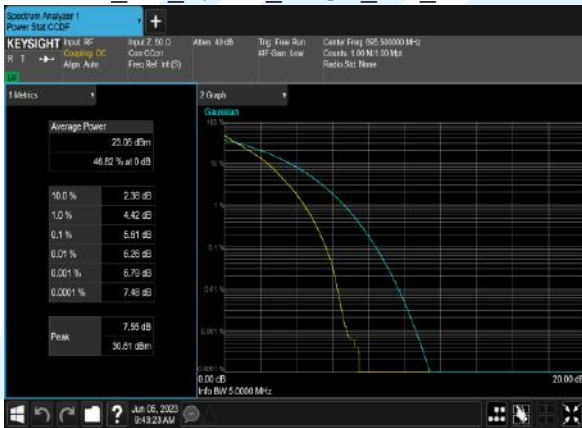 Spectrum Analyzer 1
Power Stat CCDF
+
KEYSIGHT
Input: RF
Input Z: 50 Ω
Atten: 40 dB
Trig: Free Run
Center Freq: 695.500000 MHz
R T
Coupling: DC
Corr CCorr
IF Gain: Low
Counts: 1.00 M/1.00 Mpt
Align: Auto
Freq Ref: Int (S)
Radio Std: None
1 Metrics
2 Graph
Average Power
23.06 dBm
46.82 % at 0 dB
10.0 % 2.38 dB
1.0 % 4.42 dB
0.1 % 5.61 dB
0.01 % 6.26 dB
0.001 % 6.79 dB
0.0001 % 7.48 dB
Peak
7.55 dB
30.61 dBm
Gaussian
100 %
10 %
1 %
0.1 %
0.01 %
0.001 %
0.0001 %
0.00 dB
20.00 dB
Info BW 5.0000 MHz
?
Jun 05, 2023
9:43:23 AM